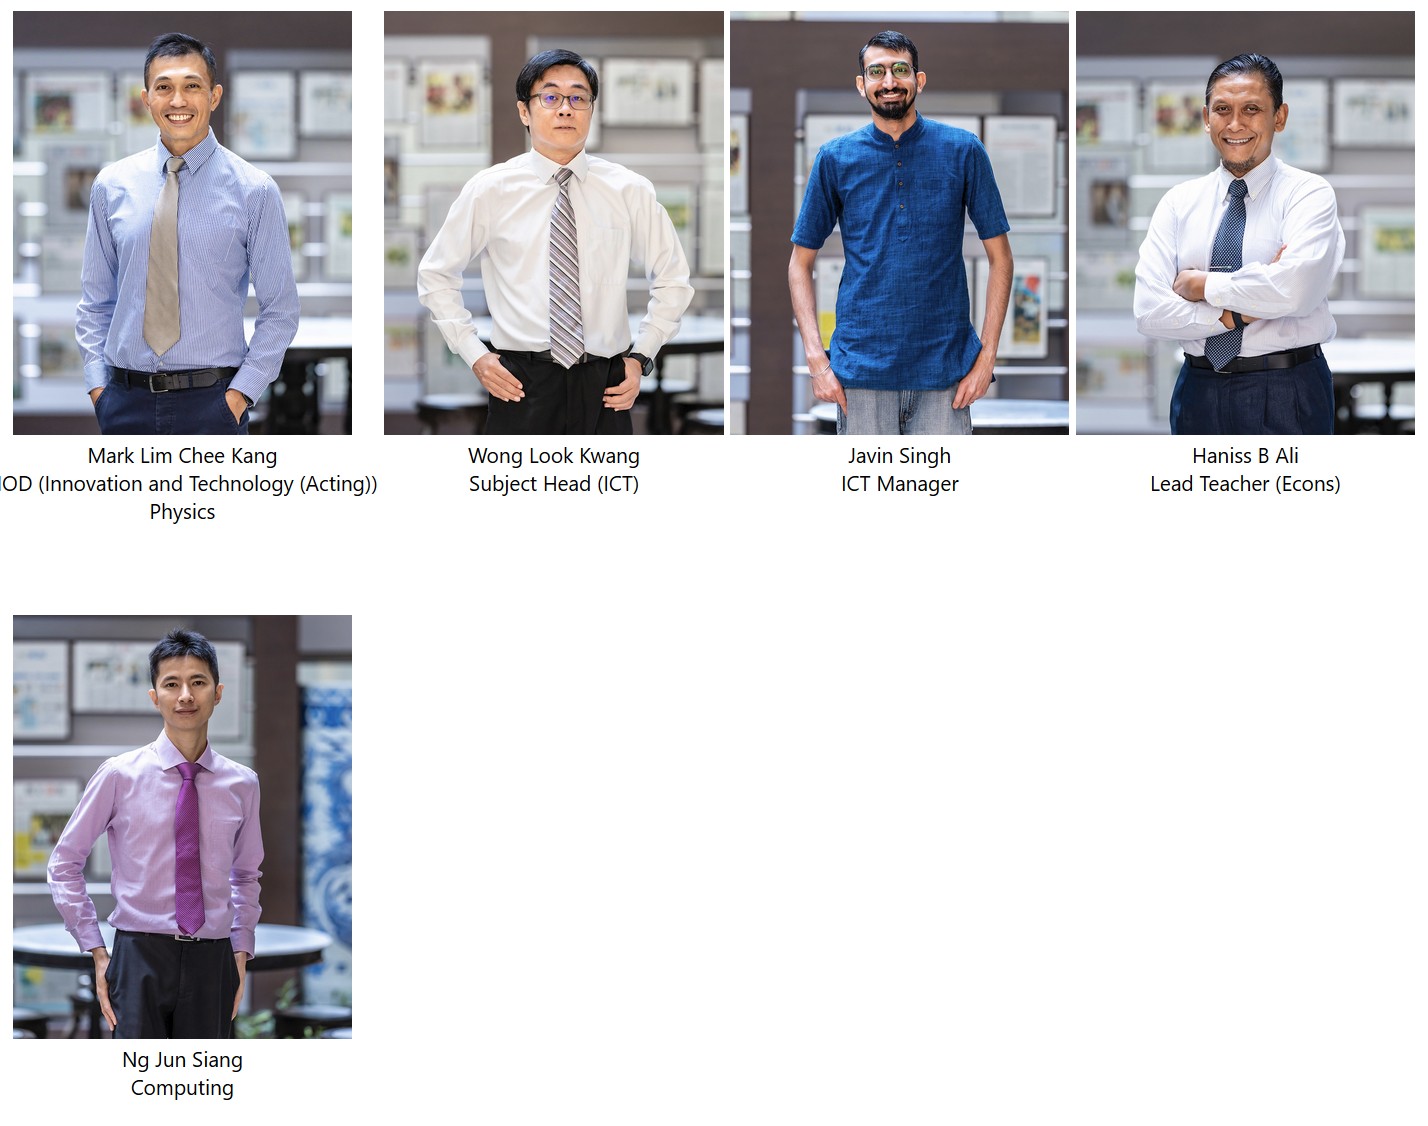 Mark Lim Chee Kang
OD (Innovation and Technology (Acting))
Physics
Wong Look Kwang
Subject Head (ICT)
Javin Singh
ICT Manager
Haniss B Ali
Lead Teacher (Econs)
Ng Jun Siang
Computing